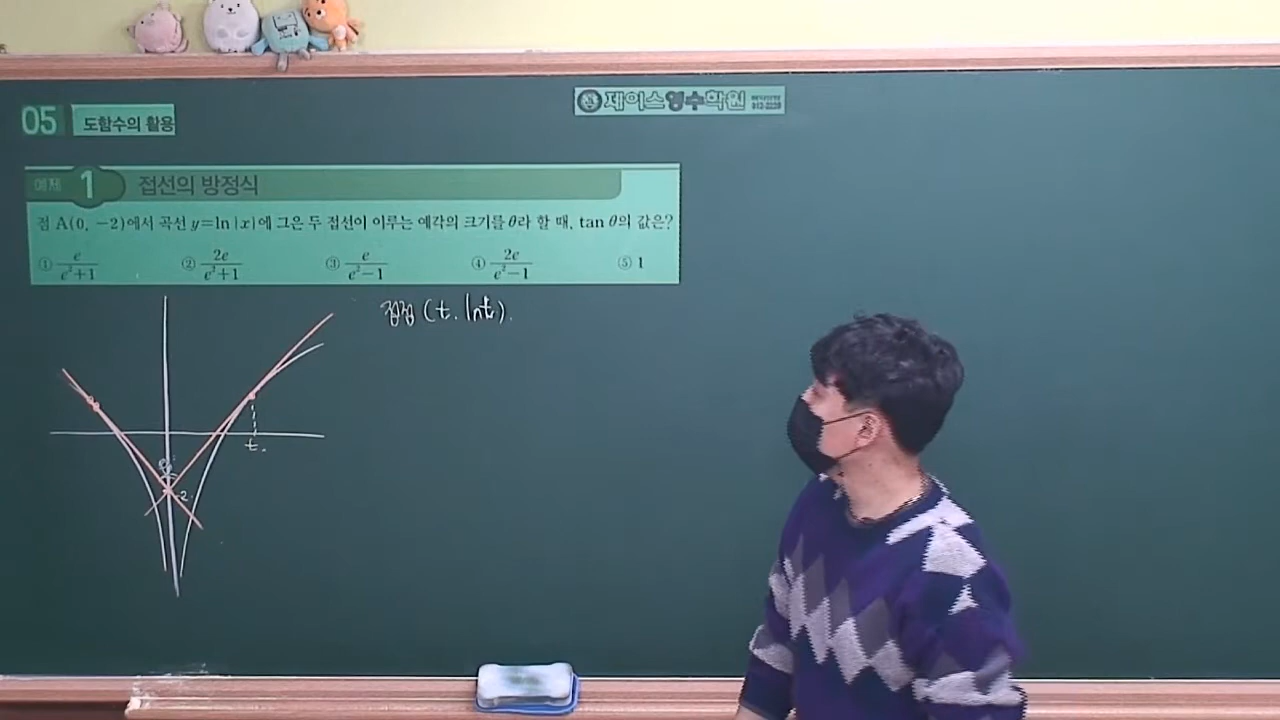 05 도함수의 활용
제이스영수학원
예제 1 접선의 방정식
점 A(0, −2)에서 곡선 y=ln|x|에 그은 두 접선이 이루는 예각의 크기를 θ라 할 때, tan θ의 값은?
① e/(e²+1) ② 2e/(e²+1) ③ e/(e²−1) ④ 2e/(e²−1) ⑤ 1
접점 (t. lnt).
t.
θ
-2